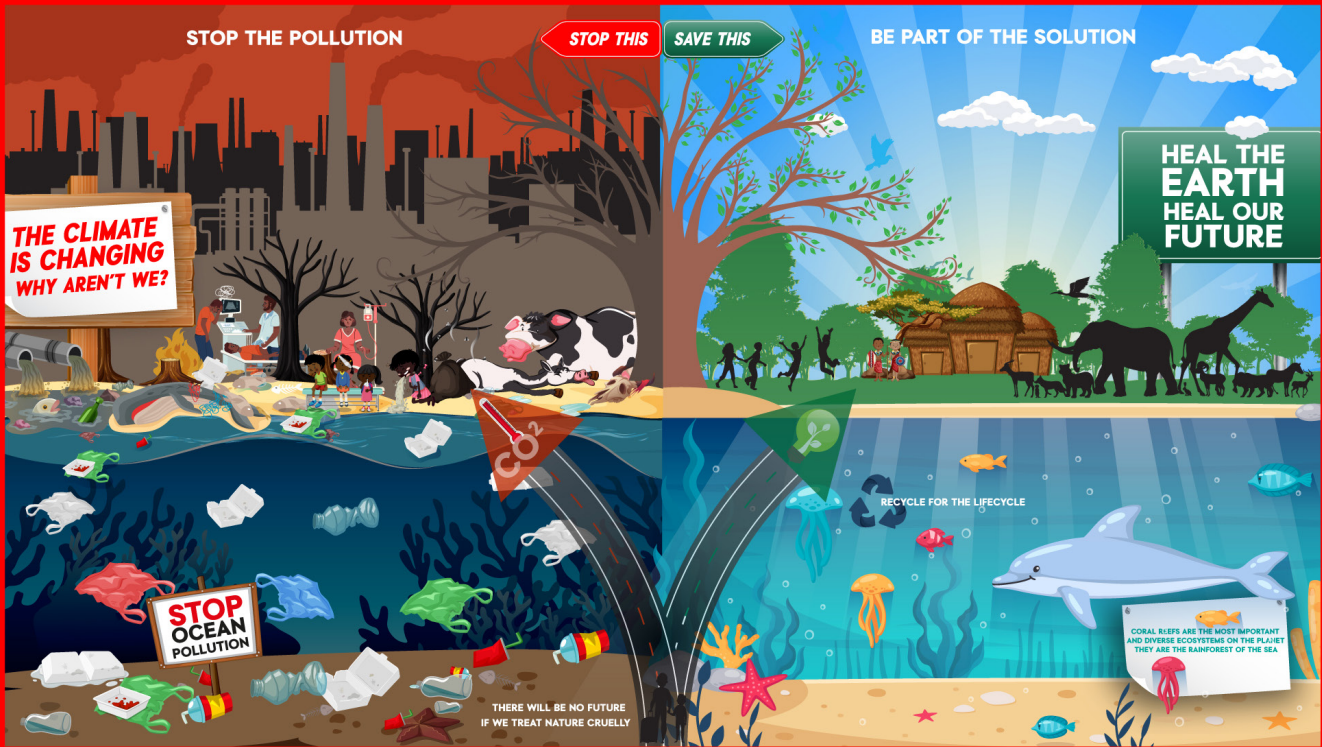 STOP THE POLLUTION
STOP THIS
SAVE THIS
BE PART OF THE SOLUTION
THE CLIMATE
IS CHANGING
WHY AREN'T WE?
HEAL THE
EARTH
HEAL OUR
FUTURE
CO2
RECYCLE FOR THE LIFECYCLE
STOP
OCEAN
POLLUTION
CORAL REEFS ARE THE MOST IMPORTANT
AND DIVERSE ECOSYSTEMS ON THE PLANET
THEY ARE THE RAINFOREST OF THE SEA
THERE WILL BE NO FUTURE
IF WE TREAT NATURE CRUELLY